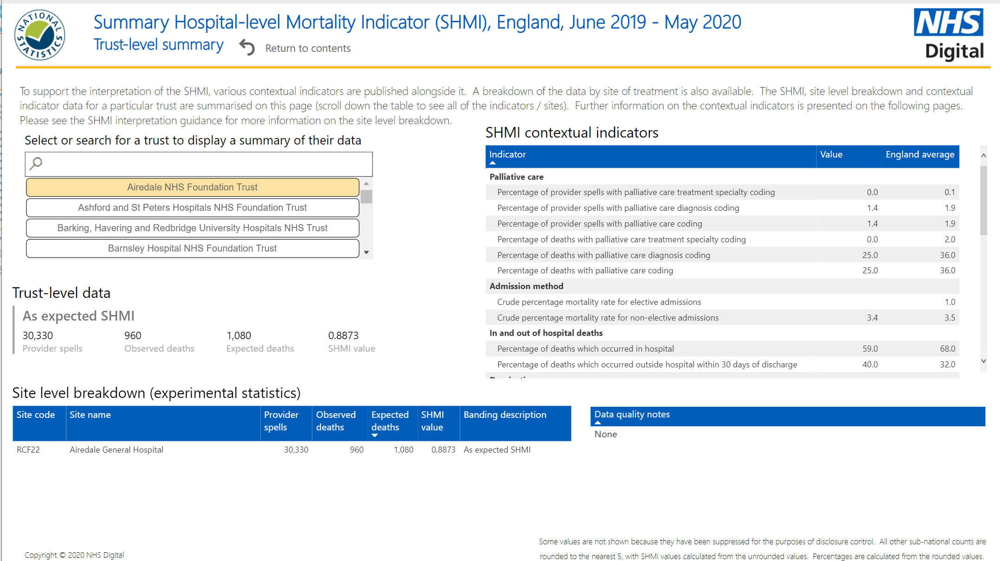 NATIONAL STATISTICS
Summary Hospital-level Mortality Indicator (SHMI), England, June 2019 - May 2020
Trust-level summary
Return to contents
NHS
Digital
To support the interpretation of the SHMI, various contextual indicators are published alongside it. A breakdown of the data by site of treatment is also available. The SHMI, site level breakdown and contextual
indicator data for a particular trust are summarised on this page (scroll down the table to see all of the indicators / sites). Further information on the contextual indicators is presented on the following pages.
Please see the SHMI interpretation guidance for more information on the site level breakdown.
Select or search for a trust to display a summary of their data
Airedale NHS Foundation Trust
Ashford and St Peters Hospitals NHS Foundation Trust
Barking, Havering and Redbridge University Hospitals NHS Trust
Barnsley Hospital NHS Foundation Trust
Trust-level data
As expected SHMI
30,330 960 1,080 0.8873
Provider spells Observed deaths Expected deaths SHMI value
SHMI contextual indicators
Indicator Value England average
Palliative care
Percentage of provider spells with palliative care treatment specialty coding 0.0 0.1
Percentage of provider spells with palliative care diagnosis coding 1.4 1.9
Percentage of provider spells with palliative care coding 1.4 1.9
Percentage of deaths with palliative care treatment specialty coding 0.0 2.0
Percentage of deaths with palliative care diagnosis coding 25.0 36.0
Percentage of deaths with palliative care coding 25.0 36.0
Admission method
Crude percentage mortality rate for elective admissions 1.0
Crude percentage mortality rate for non-elective admissions 3.4 3.5
In and out of hospital deaths
Percentage of deaths which occurred in hospital 59.0 68.0
Percentage of deaths which occurred outside hospital within 30 days of discharge 40.0 32.0
Site level breakdown (experimental statistics)
Site code Site name Provider Observed Expected SHMI Banding description
spells deaths deaths value
RCF22 Airedale General Hospital 30,330 960 1,080 0.8873 As expected SHMI
Data quality notes
None
Some values are not shown because they have been suppressed for the purposes of disclosure control. All other sub-national counts are
rounded to the nearest 5, with SHMI values calculated from the unrounded values. Percentages are calculated from the rounded values.
Copyright © 2020 NHS Digital